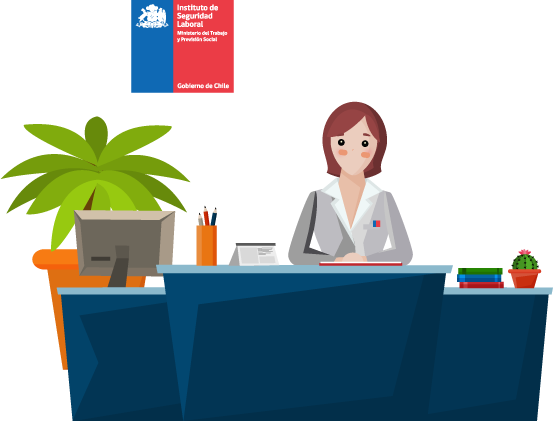 Instituto de
Seguridad
Laboral
Ministerio del Trabajo
y Previsión Social
Gobierno de Chile